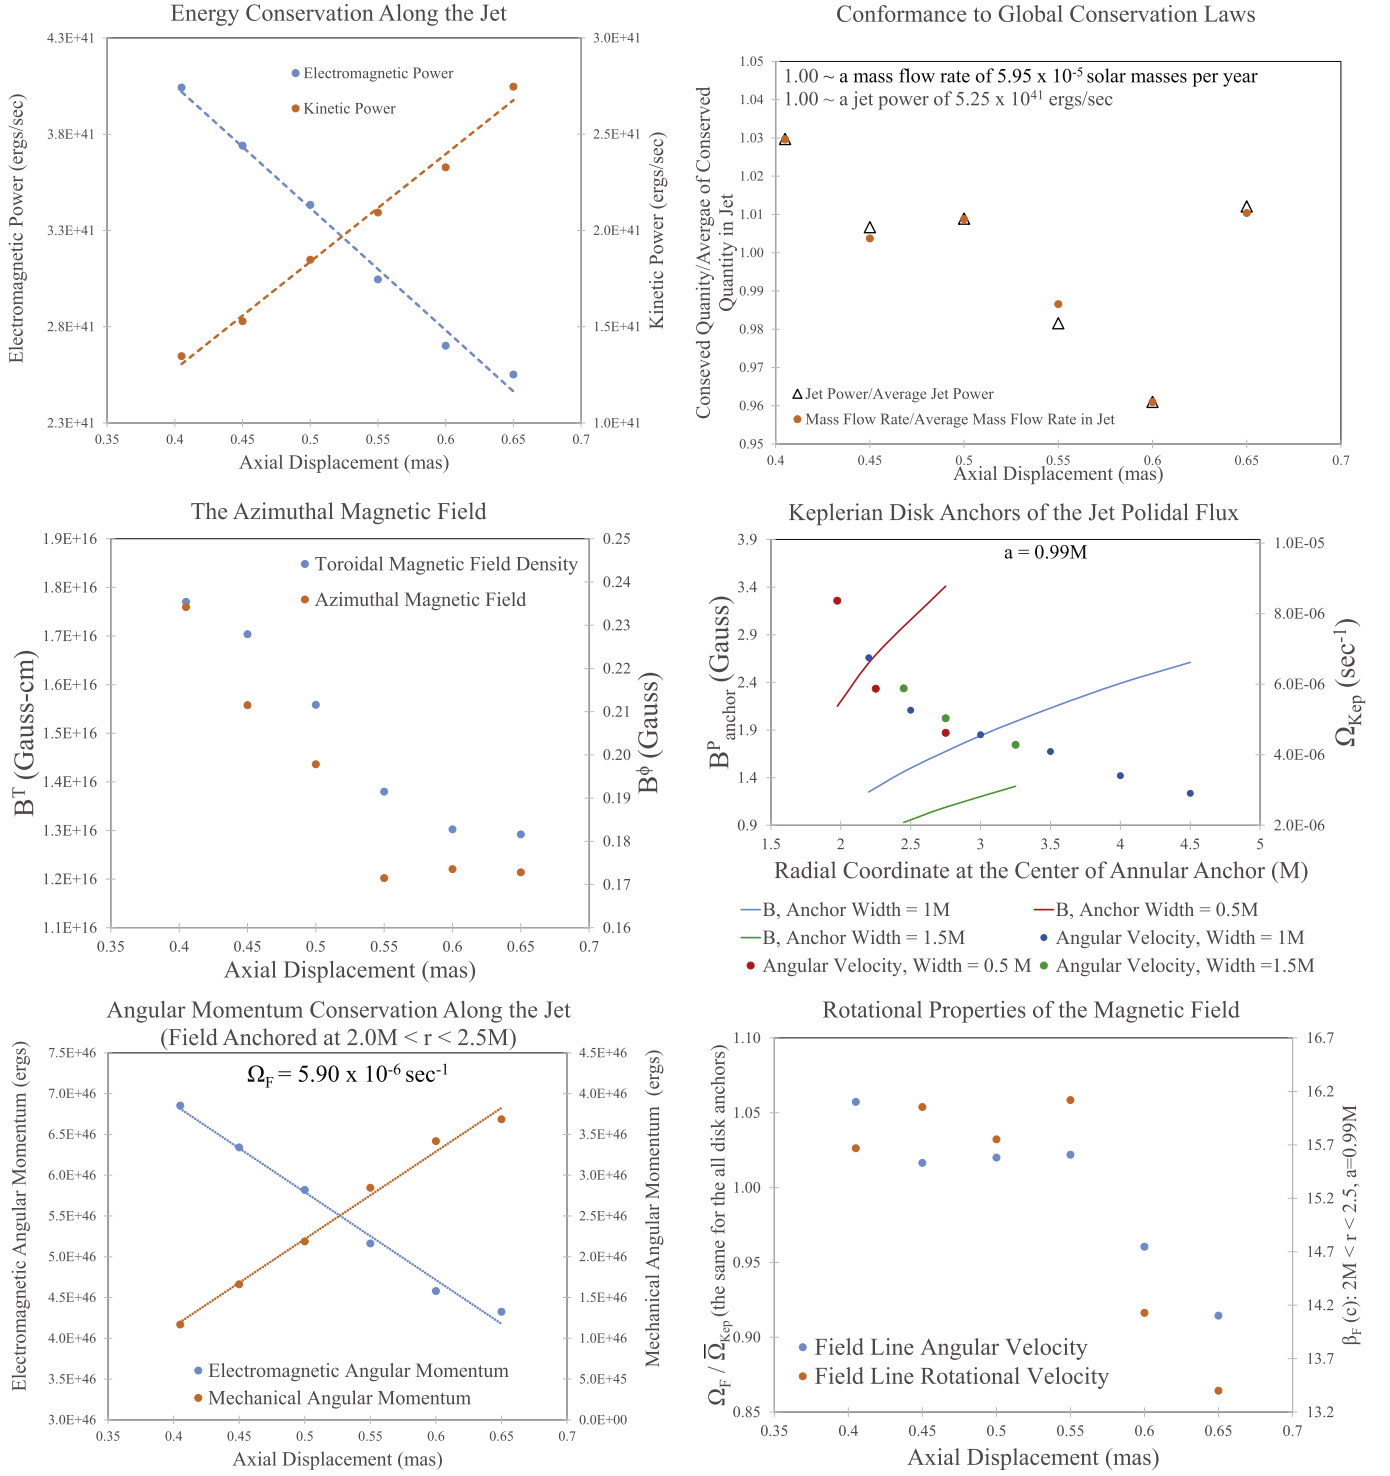 Energy Conservation Along the Jet
4.3E+41
3.8E+41
3.3E+41
2.8E+41
2.3E+41
3.0E+41
2.5E+41
2.0E+41
1.5E+41
1.0E+41
Electromagnetic Power (ergs/sec)
Kinetic Power (ergs/sec)
Electromagnetic Power
Kinetic Power
0.35 0.4 0.45 0.5 0.55 0.6 0.65 0.7
Axial Displacement (mas)
Conformance to Global Conservation Laws
1.00 ~ a mass flow rate of 5.95 x 10⁻⁵ solar masses per year
1.00 ~ a jet power of 5.25 x 10⁴¹ ergs/sec
1.05
1.04
1.03
1.02
1.01
1.00
0.99
0.98
0.97
0.96
0.95
Conseved Quanity/Avergae of Conserved
Quantity in Jet
Jet Power/Average Jet Power
Mass Flow Rate/Average Mass Flow Rate in Jet
0.4 0.45 0.5 0.55 0.6 0.65 0.7
Axial Displacement (mas)
The Azimuthal Magnetic Field
1.9E+16
1.8E+16
1.7E+16
1.6E+16
1.5E+16
1.4E+16
1.3E+16
1.2E+16
1.1E+16
0.25
0.24
0.23
0.22
0.21
0.20
0.19
0.18
0.17
0.16
Bᵀ (Gauss-cm)
Bᶲ (Gauss)
Toroidal Magnetic Field Density
Azimuthal Magnetic Field
0.35 0.4 0.45 0.5 0.55 0.6 0.65 0.7
Axial Displacement (mas)
Keplerian Disk Anchors of the Jet Polidal Flux
a = 0.99M
3.9
3.4
2.9
2.4
1.9
1.4
0.9
1.0E-05
8.0E-06
6.0E-06
4.0E-06
2.0E-06
Bᴾanchor (Gauss)
ΩKep (sec⁻¹)
1.5 2 2.5 3 3.5 4 4.5 5
Radial Coordinate at the Center of Annular Anchor (M)
B, Anchor Width = 1M
B, Anchor Width = 0.5M
B, Anchor Width = 1.5M
Angular Velocity, Width = 1M
Angular Velocity, Width = 0.5 M
Angular Velocity, Width =1.5M
Angular Momentum Conservation Along the Jet
(Field Anchored at 2.0M < r < 2.5M)
ΩF = 5.90 x 10⁻⁶ sec⁻¹
7.5E+46
7.0E+46
6.5E+46
6.0E+46
5.5E+46
5.0E+46
4.5E+46
4.0E+46
3.5E+46
3.0E+46
4.5E+46
4.0E+46
3.5E+46
3.0E+46
2.5E+46
2.0E+46
1.5E+46
1.0E+46
5.0E+45
0.0E+00
Electromagnetic Angular Momentum (ergs)
Mechanical Angular Momentum (ergs)
Electromagnetic Angular Momentum
Mechanical Angular Momentum
0.35 0.4 0.45 0.5 0.55 0.6 0.65 0.7
Axial Displacement (mas)
Rotational Properties of the Magnetic Field
1.10
1.05
1.00
0.95
0.90
0.85
16.7
16.2
15.7
15.2
14.7
14.2
13.7
13.2
ΩF / Ω̅Kep (the same for the all disk anchors)
βF (c): 2M < r < 2.5, a=0.99M
Field Line Angular Velocity
Field Line Rotational Velocity
0.35 0.4 0.45 0.5 0.55 0.6 0.65 0.7
Axial Displacement (mas)